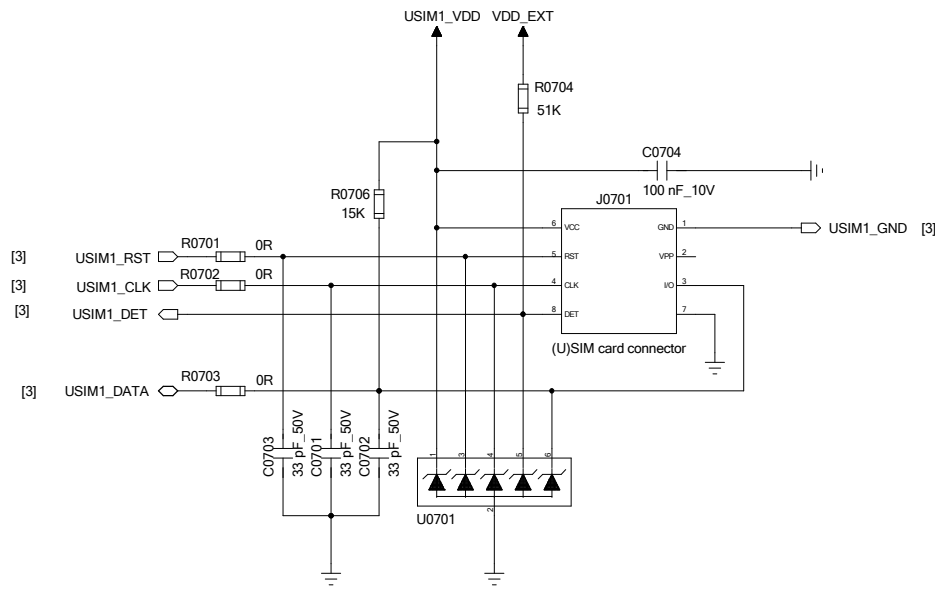 USIM1_VDD VDD_EXT
R0704
51K
C0704
100 nF_10V
R0706
15K
J0701
6 VCC GND 1
USIM1_GND [3]
5 RST VPP 2
4 CLK I/O 3
8 DET 7
(U)SIM card connector
[3] USIM1_RST R0701 0R
[3] USIM1_CLK R0702 0R
[3] USIM1_DET
[3] USIM1_DATA R0703 0R
C0703
33 pF_50V
C0701
33 pF_50V
C0702
33 pF_50V
1 3 4 5 6
2
U0701